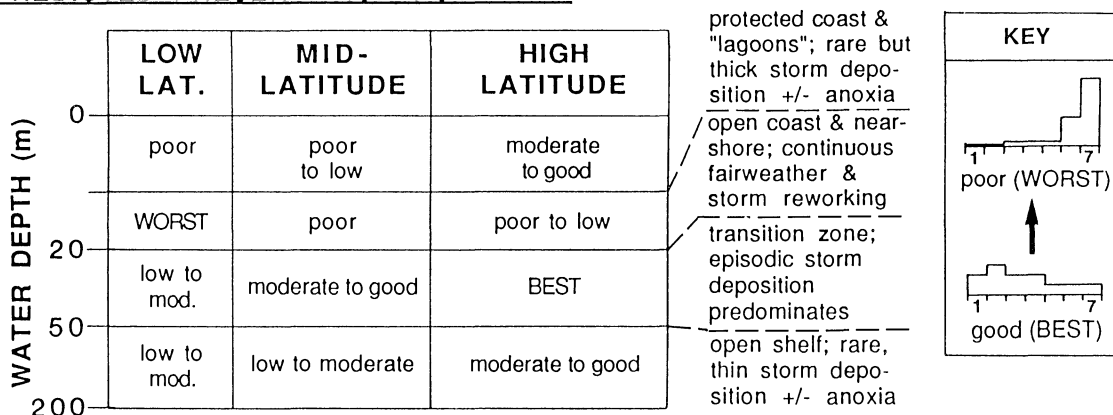 LOW LAT.
MID-LATITUDE
HIGH LATITUDE
WATER DEPTH (m)
0
20
50
200
poor
poor
to low
moderate
to good
WORST
poor
poor to low
low to
mod.
moderate to good
BEST
low to
mod.
low to moderate
moderate to good
protected coast &
"lagoons"; rare but
thick storm depo-
sition +/- anoxia
open coast & near-
shore; continuous
fairweather &
storm reworking
transition zone;
episodic storm
deposition
predominates
open shelf; rare,
thin storm depo-
sition +/- anoxia
KEY
1 7
poor (WORST)
1 7
good (BEST)